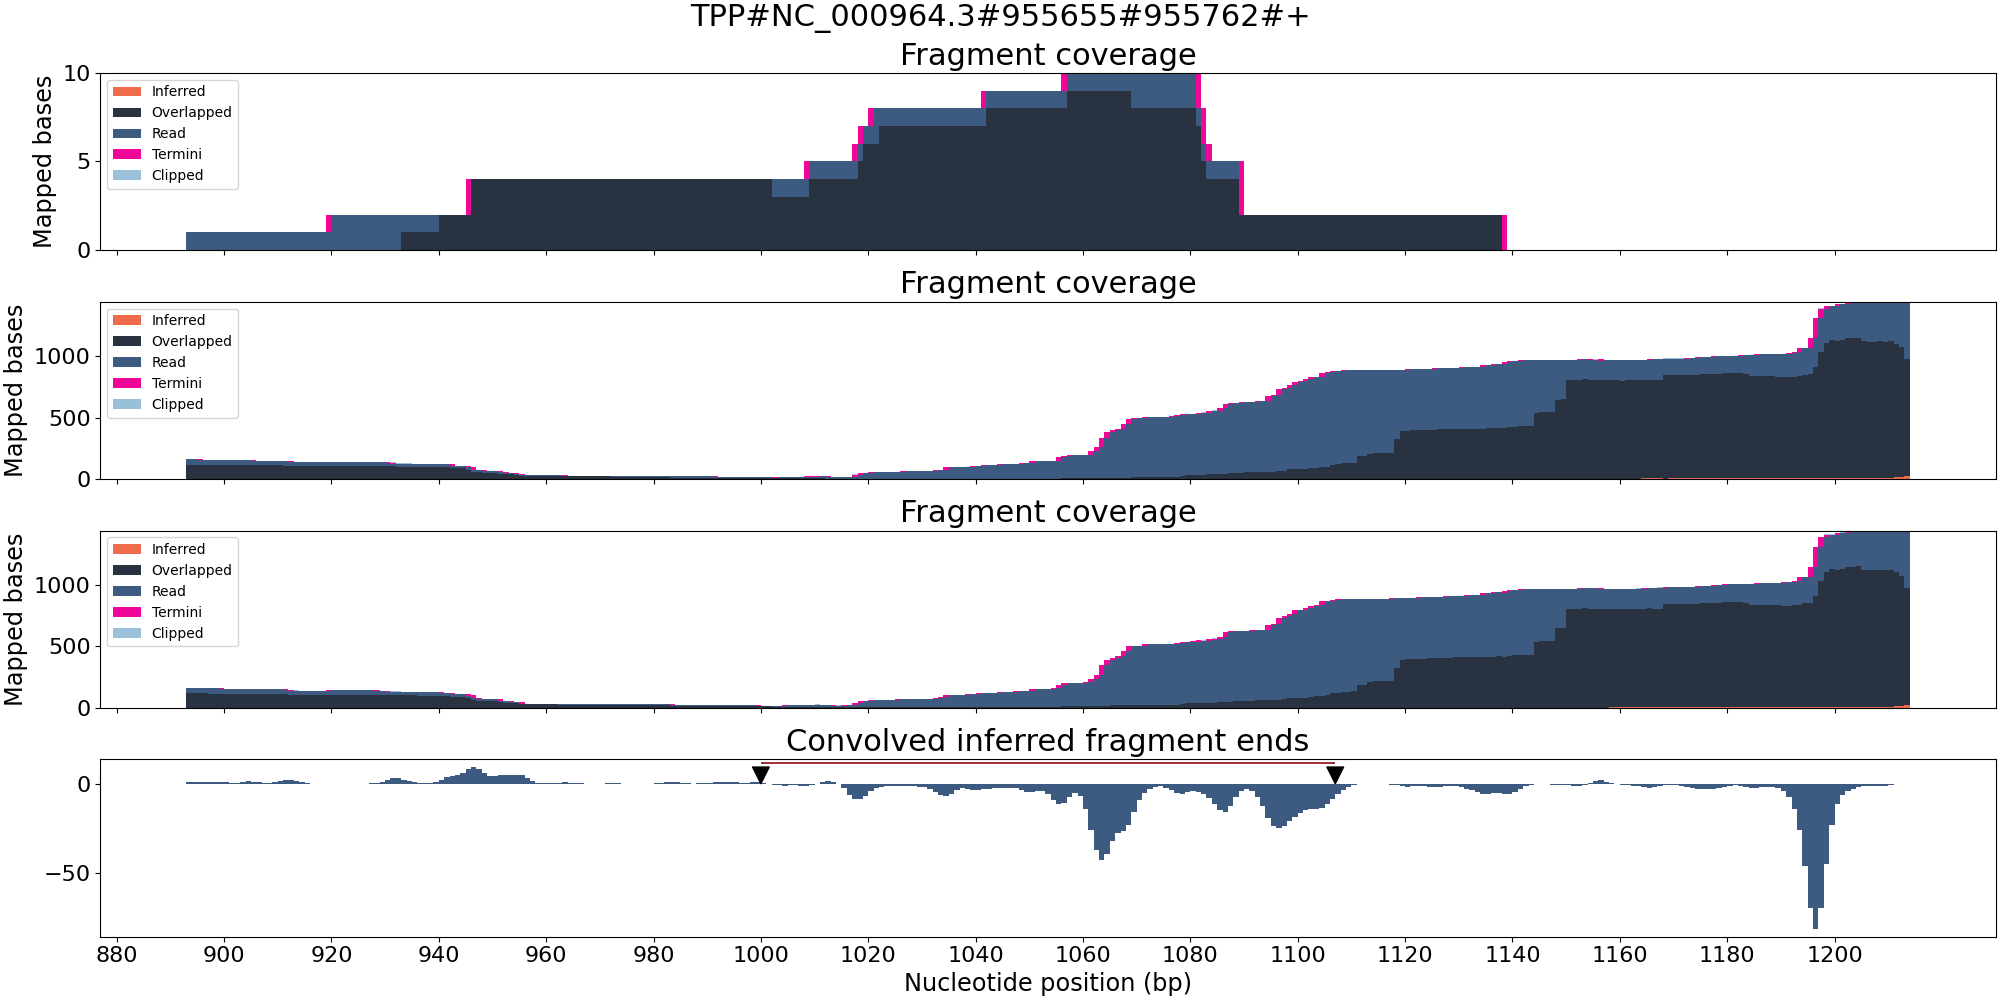 TPP#NC_000964.3#955655#955762#+
Fragment coverage
Mapped bases
10
5
0
Inferred
Overlapped
Read
Termini
Clipped
Fragment coverage
Mapped bases
1000
500
0
Inferred
Overlapped
Read
Termini
Clipped
Fragment coverage
Mapped bases
1000
500
0
Inferred
Overlapped
Read
Termini
Clipped
Convolved inferred fragment ends
0
−50
880 900 920 940 960 980 1000 1020 1040 1060 1080 1100 1120 1140 1160 1180 1200
Nucleotide position (bp)